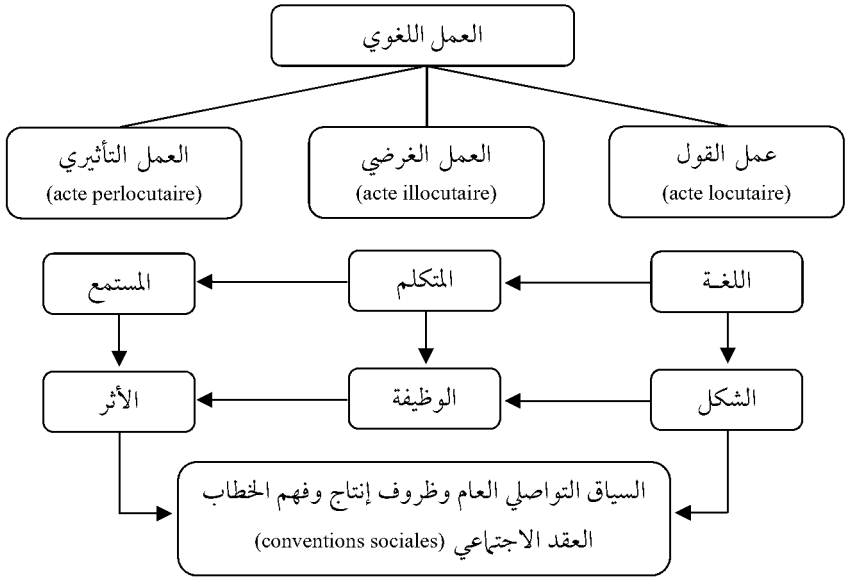 العمل اللغوي
عمل القول
(acte locutaire)
العمل الغرضي
(acte illocutaire)
العمل التأثيري
(acte perlocutaire)
اللغـة
المتكلم
المستمع
الشكل
الوظيفة
الأثر
السياق التواصلي العام وظروف إنتاج وفهم الخطاب
العقد الاجتماعي (conventions sociales)